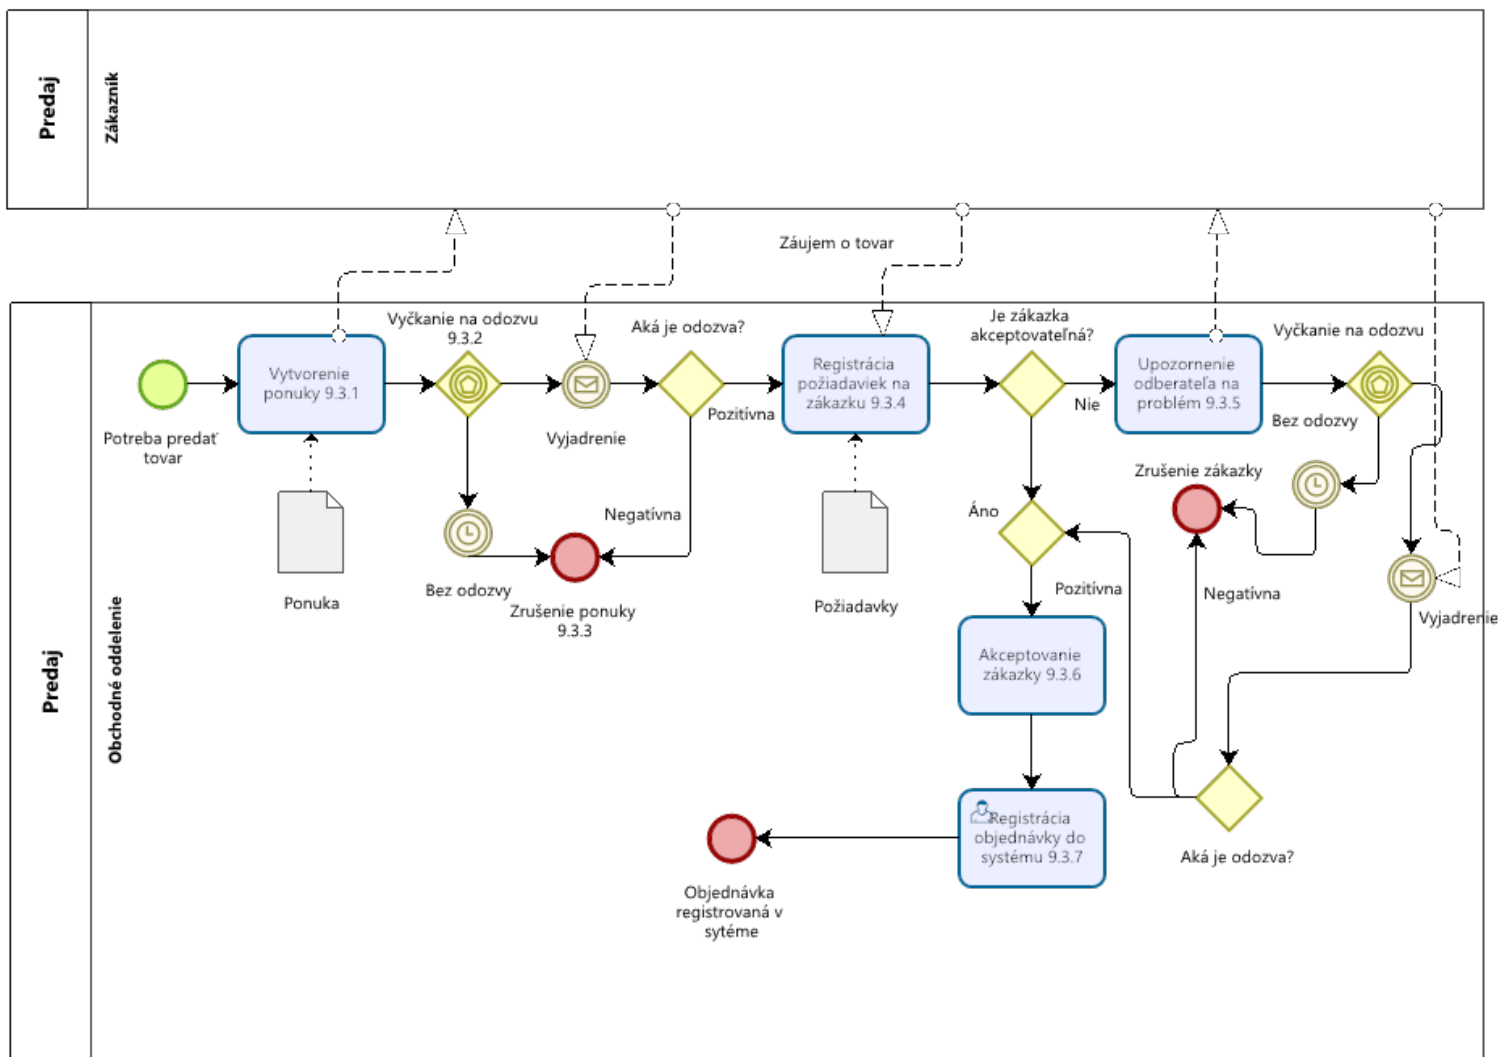 Predaj
Zákazník
Záujem o tovar
Predaj
Obchodné oddelenie
Potreba predať
tovar
Vytvorenie
ponuky 9.3.1
Ponuka
Vyčkanie na odozvu
9.3.2
Bez odozvy
Vyjadrenie
Zrušenie ponuky
9.3.3
Aká je odozva?
Pozitívna
Negatívna
Registrácia
požiadaviek na
zákazku 9.3.4
Požiadavky
Je zákazka
akceptovateľná?
Nie
Áno
Upozornenie
odberateľa na
problém 9.3.5
Vyčkanie na odozvu
Bez odozvy
Zrušenie zákazky
Vyjadrenie
Negatívna
Pozitívna
Aká je odozva?
Akceptovanie
zákazky 9.3.6
Registrácia
objednávky do
systému 9.3.7
Objednávka
registrovaná v
sytéme